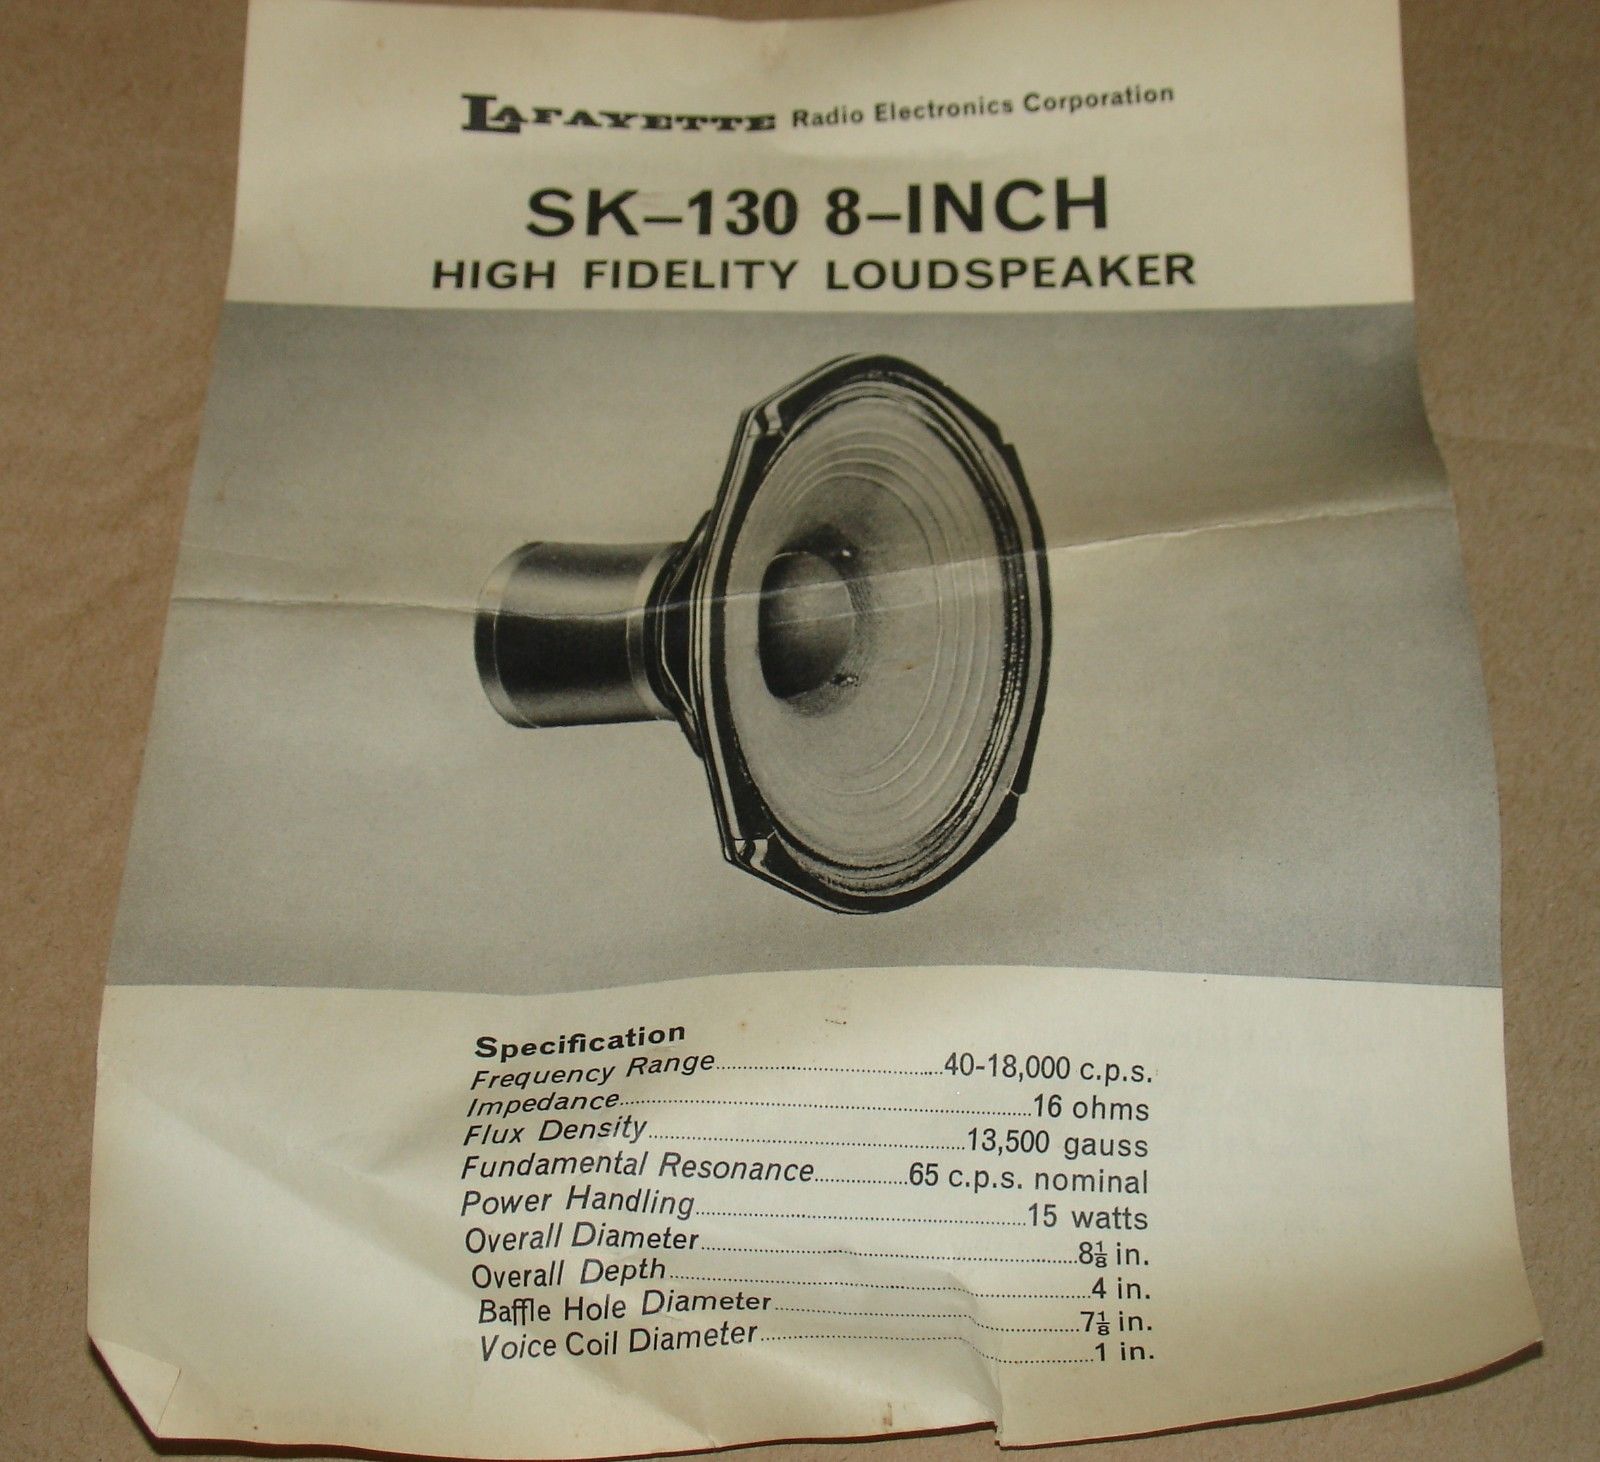 LAFAYETTE Radio Electronics Corporation
SK–130 8–INCH
HIGH FIDELITY LOUDSPEAKER
Specification
Frequency Range..........40-18,000 c.p.s.
Impedance..........16 ohms
Flux Density..........13,500 gauss
Fundamental Resonance..........65 c.p.s. nominal
Power Handling..........15 watts
Overall Diameter..........8⅛ in.
Overall Depth..........4 in.
Baffle Hole Diameter..........7⅛ in.
Voice Coil Diameter..........1 in.